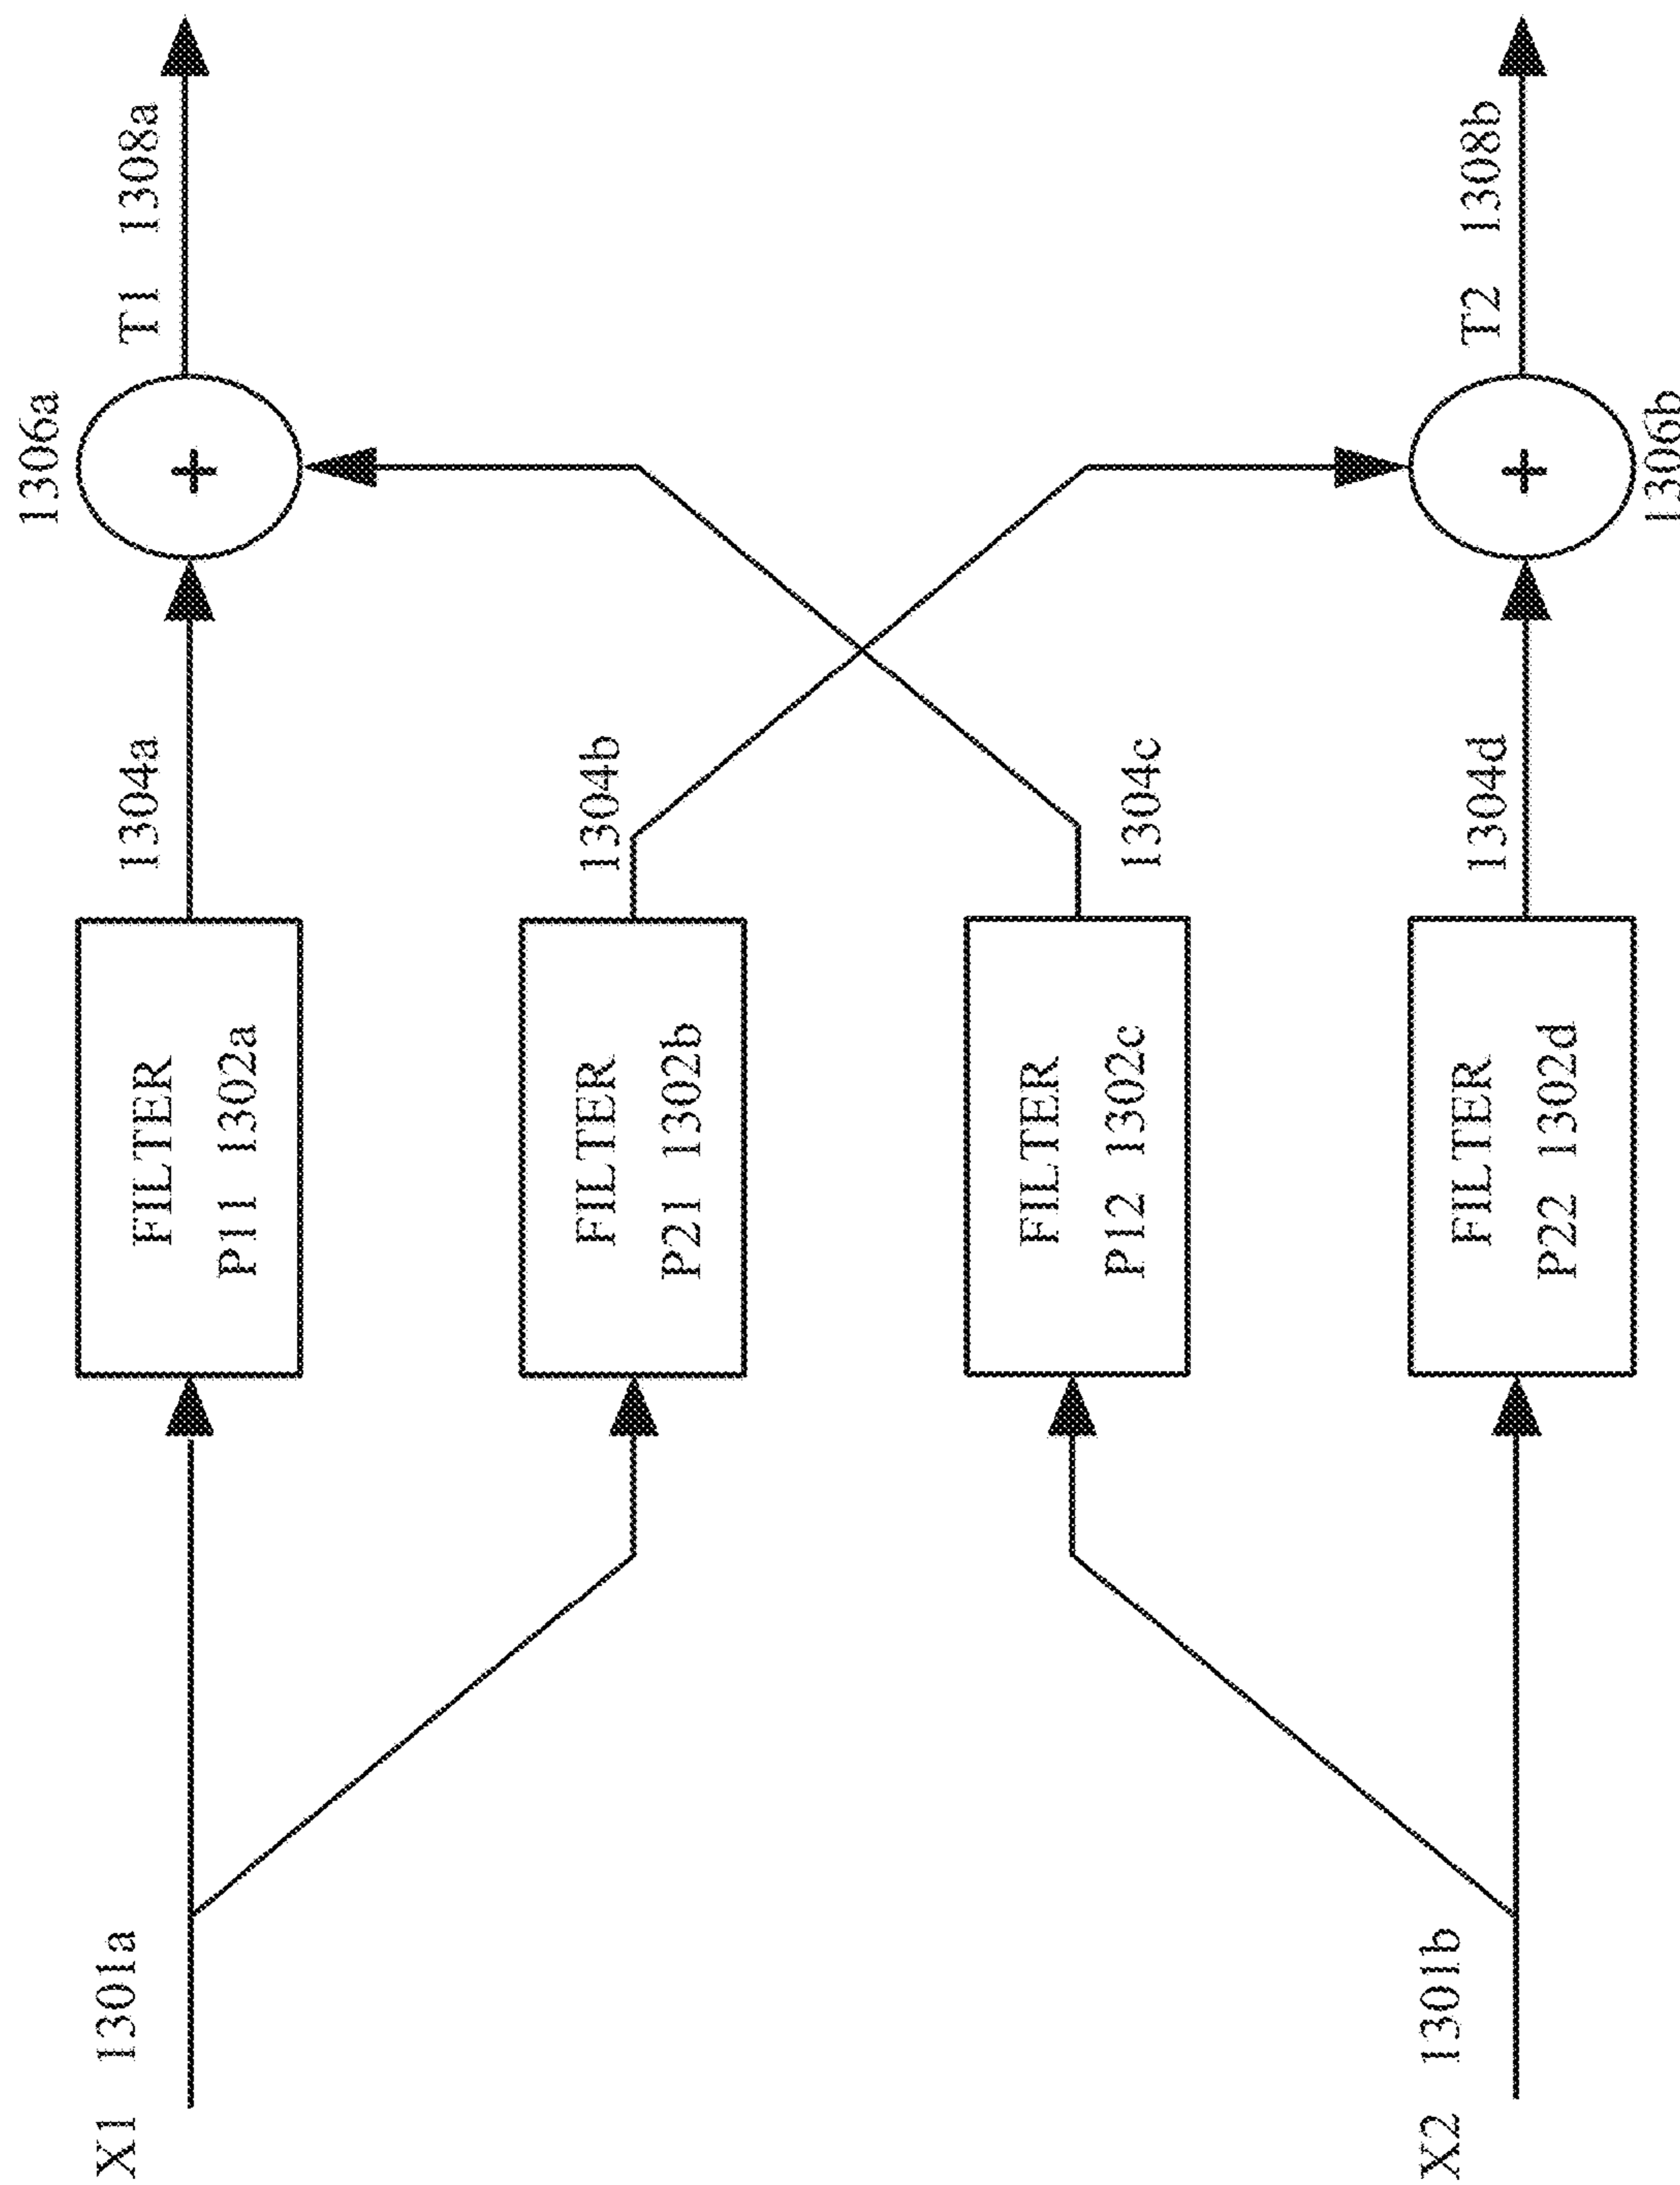 X1 1301a
FILTER
P11 1302a
1304a
1306a
+
T1 1308a
FILTER
P21 1302b
1304b
FILTER
P12 1302c
1304c
X2 1301b
FILTER
P22 1302d
1304d
+
1306b
T2 1308b